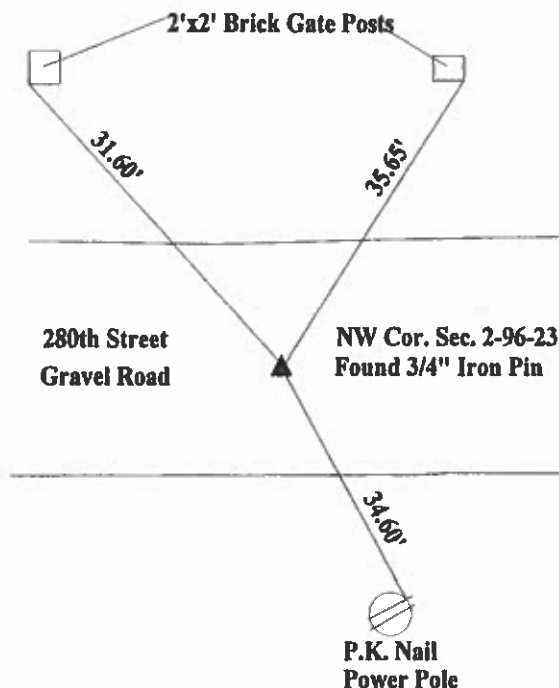 2'x2' Brick Gate Posts
31.60'
35.65'
280th Street
Gravel Road
NW Cor. Sec. 2-96-23
Found 3/4" Iron Pin
34.60'
P.K. Nail
Power Pole